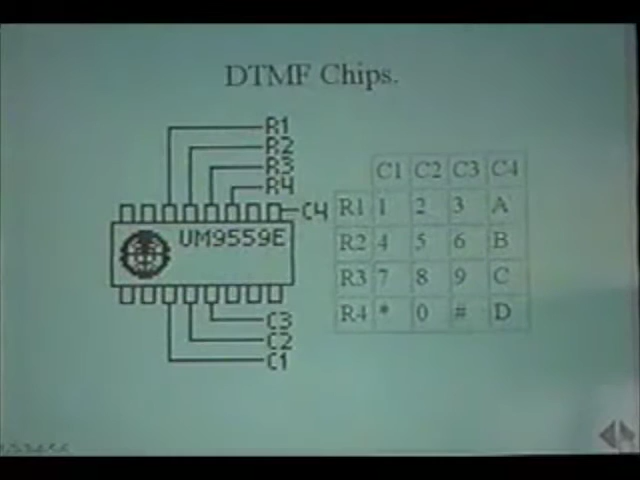 DTMF Chips.
R1
R2
R3
R4
C4
UM9559E
C3
C2
C1
C1 C2 C3 C4
R1 1 2 3 A
R2 4 5 6 B
R3 7 8 9 C
R4 * 0 # D